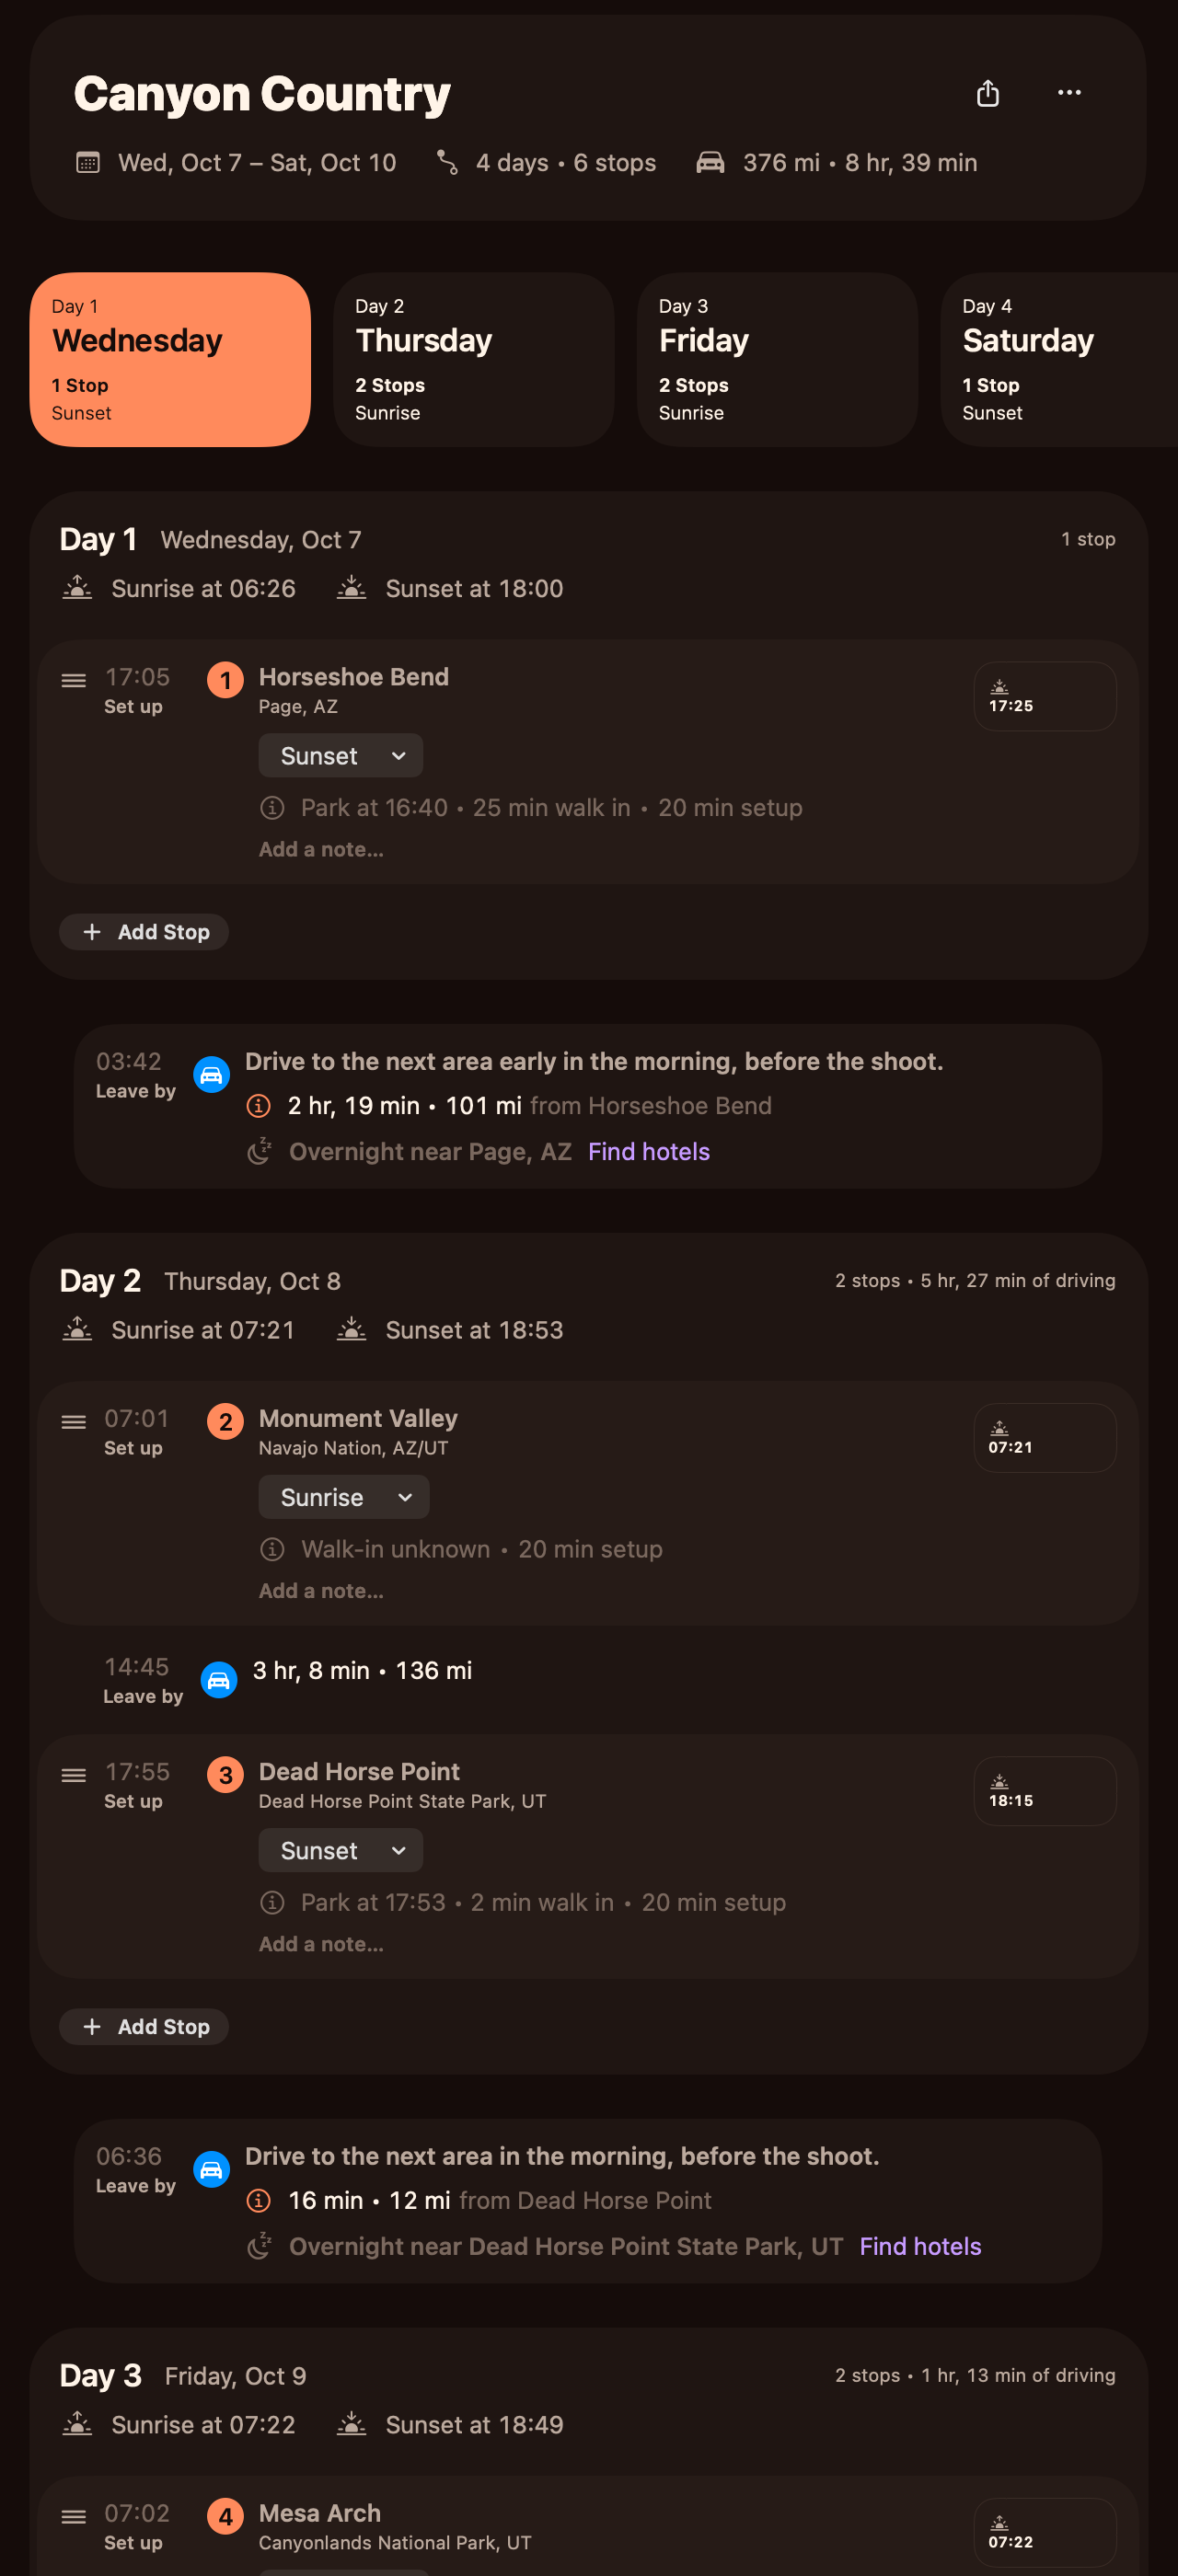 Canyon Country
Wed, Oct 7 – Sat, Oct 10
4 days • 6 stops
376 mi • 8 hr, 39 min
Day 1
Wednesday
1 Stop
Sunset
Day 2
Thursday
2 Stops
Sunrise
Day 3
Friday
2 Stops
Sunrise
Day 4
Saturday
1 Stop
Sunset
Day 1 Wednesday, Oct 7
1 stop
Sunrise at 06:26
Sunset at 18:00
17:05
Set up
1
Horseshoe Bend
Page, AZ
17:25
Sunset
Park at 16:40 • 25 min walk in • 20 min setup
Add a note...
+ Add Stop
03:42
Leave by
Drive to the next area early in the morning, before the shoot.
2 hr, 19 min • 101 mi from Horseshoe Bend
Overnight near Page, AZ Find hotels
Day 2 Thursday, Oct 8
2 stops • 5 hr, 27 min of driving
Sunrise at 07:21
Sunset at 18:53
07:01
Set up
2
Monument Valley
Navajo Nation, AZ/UT
07:21
Sunrise
Walk-in unknown • 20 min setup
Add a note...
14:45
Leave by
3 hr, 8 min • 136 mi
17:55
Set up
3
Dead Horse Point
Dead Horse Point State Park, UT
18:15
Sunset
Park at 17:53 • 2 min walk in • 20 min setup
Add a note...
+ Add Stop
06:36
Leave by
Drive to the next area in the morning, before the shoot.
16 min • 12 mi from Dead Horse Point
Overnight near Dead Horse Point State Park, UT Find hotels
Day 3 Friday, Oct 9
2 stops • 1 hr, 13 min of driving
Sunrise at 07:22
Sunset at 18:49
07:02
Set up
4
Mesa Arch
Canyonlands National Park, UT
07:22